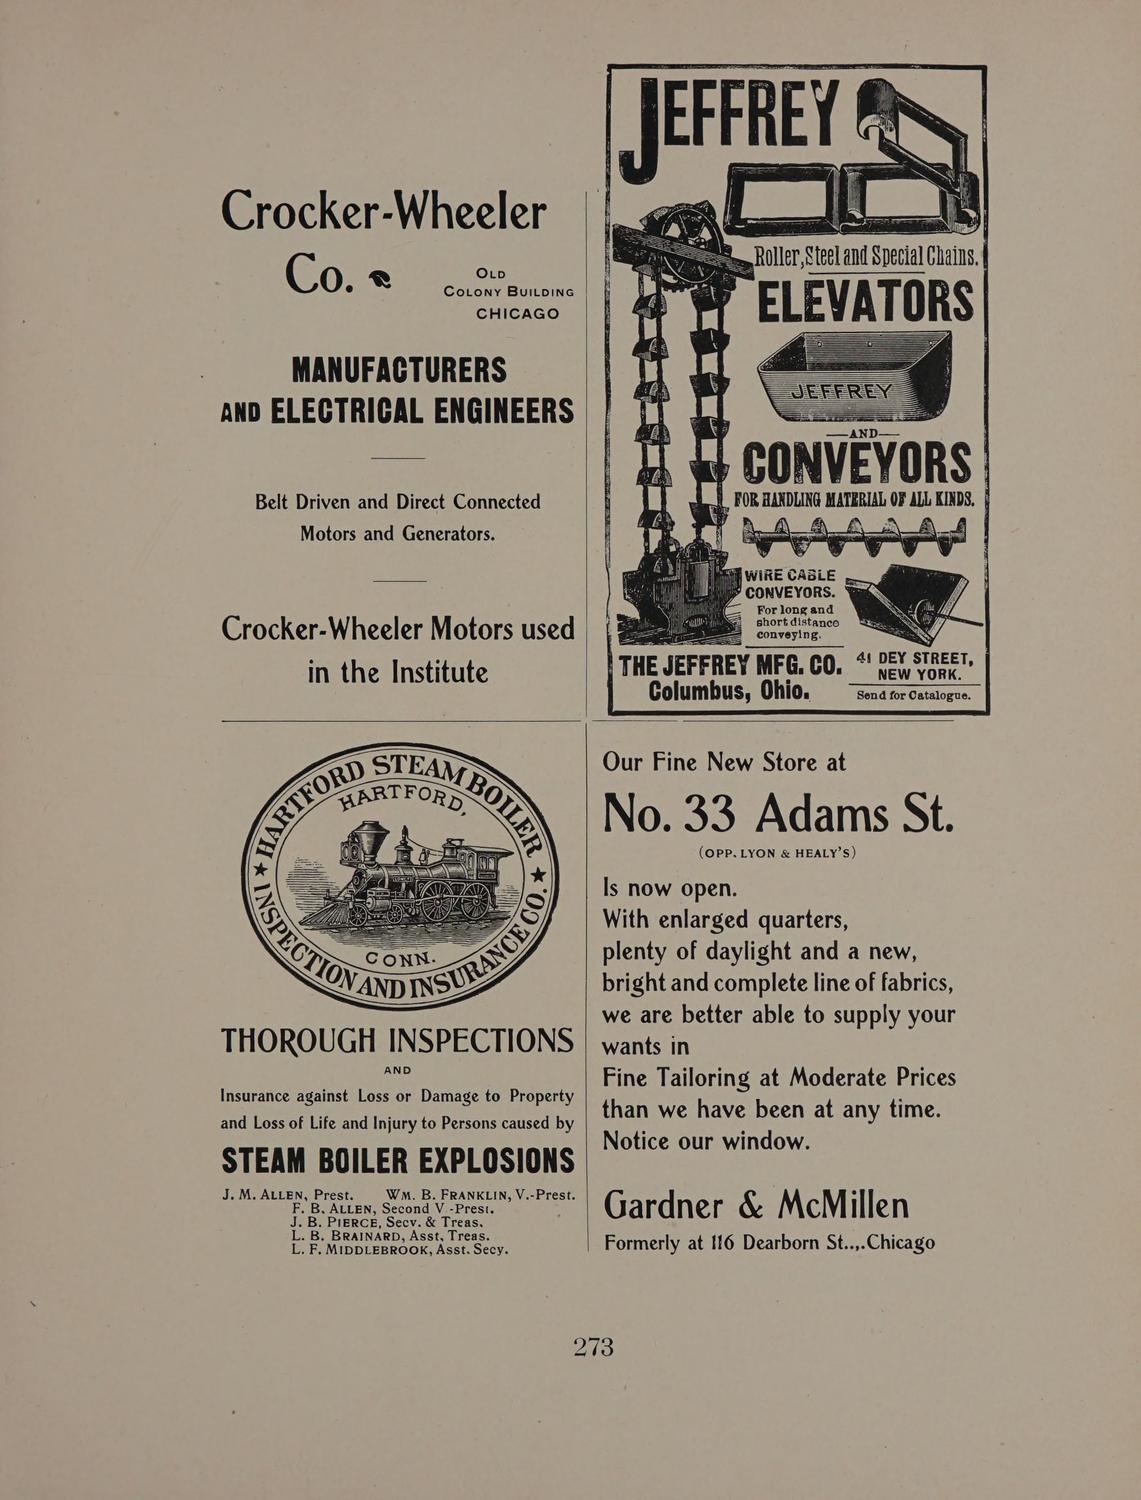 Crocker-Wheeler
Co.
OLD
COLONY BUILDING
CHICAGO
MANUFACTURERS
AND ELECTRICAL ENGINEERS
Belt Driven and Direct Connected
Motors and Generators.
Crocker-Wheeler Motors used
in the Institute
JEFFREY
Roller, Steel and Special Chains.
ELEVATORS
JEFFREY
—AND—
CONVEYORS
FOR HANDLING MATERIAL OF ALL KINDS.
WIRE CABLE
CONVEYORS.
For long and
short distance
conveying.
THE JEFFREY MFG. CO.
Columbus, Ohio.
41 DEY STREET,
NEW YORK.
Send for Catalogue.
HARTFORD STEAM BOILER
INSPECTION AND INSURANCE CO.
HARTFORD,
CONN.
THOROUGH INSPECTIONS
AND
Insurance against Loss or Damage to Property
and Loss of Life and Injury to Persons caused by
STEAM BOILER EXPLOSIONS
J. M. ALLEN, Prest. WM. B. FRANKLIN, V.-Prest.
F. B. ALLEN, Second V -Prest.
J. B. PIERCE, Secy. & Treas.
L. B. BRAINARD, Asst. Treas.
L. F. MIDDLEBROOK, Asst. Secy.
Our Fine New Store at
No. 33 Adams St.
(OPP. LYON & HEALY'S)
Is now open.
With enlarged quarters,
plenty of daylight and a new,
bright and complete line of fabrics,
we are better able to supply your
wants in
Fine Tailoring at Moderate Prices
than we have been at any time.
Notice our window.
Gardner & McMillen
Formerly at 116 Dearborn St..,.Chicago
273